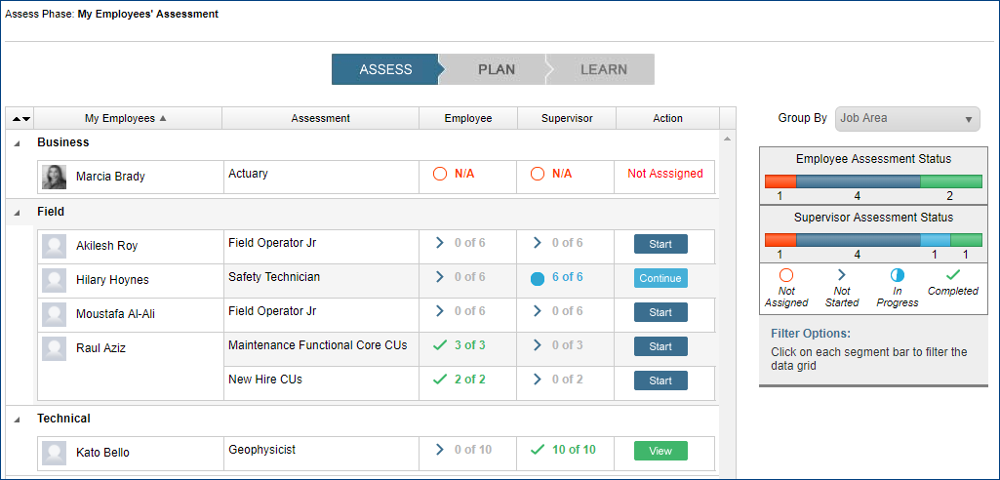 Assess Phase: My Employees' Assessment
ASSESS PLAN LEARN
My Employees Assessment Employee Supervisor Action
Group By Job Area
Business
Marcia Brady Actuary N/A N/A Not Asssigned
Field
Akilesh Roy Field Operator Jr 0 of 6 0 of 6 Start
Hilary Hoynes Safety Technician 0 of 6 6 of 6 Continue
Moustafa Al-Ali Field Operator Jr 0 of 6 0 of 6 Start
Raul Aziz Maintenance Functional Core CUs 3 of 3 0 of 3 Start
New Hire CUs 2 of 2 0 of 2 Start
Technical
Kato Bello Geophysicist 0 of 10 10 of 10 View
Employee Assessment Status
1 4 2
Supervisor Assessment Status
1 4 1 1
Not Assigned
Not Started
In Progress
Completed
Filter Options:
Click on each segment bar to filter the
data grid